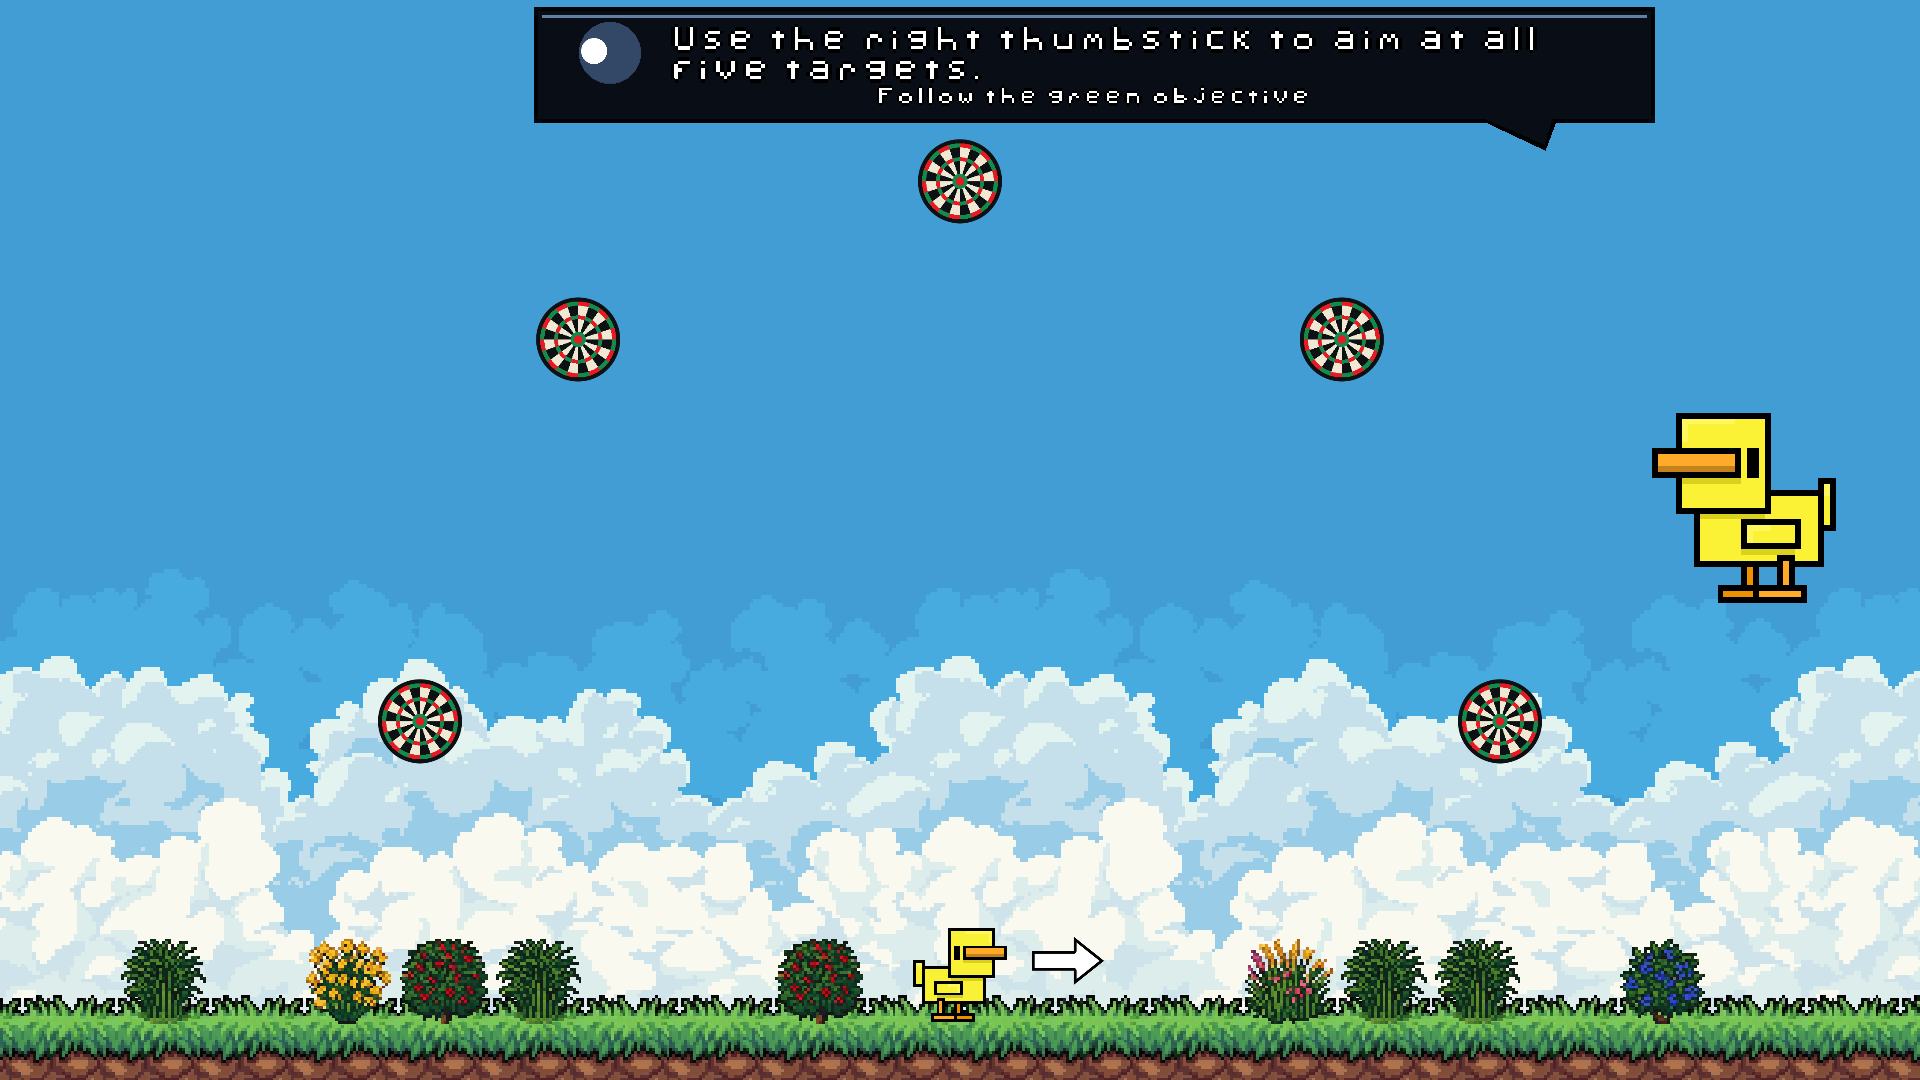 Use the right thumbstick to aim at all
five targets.
Follow the green objective